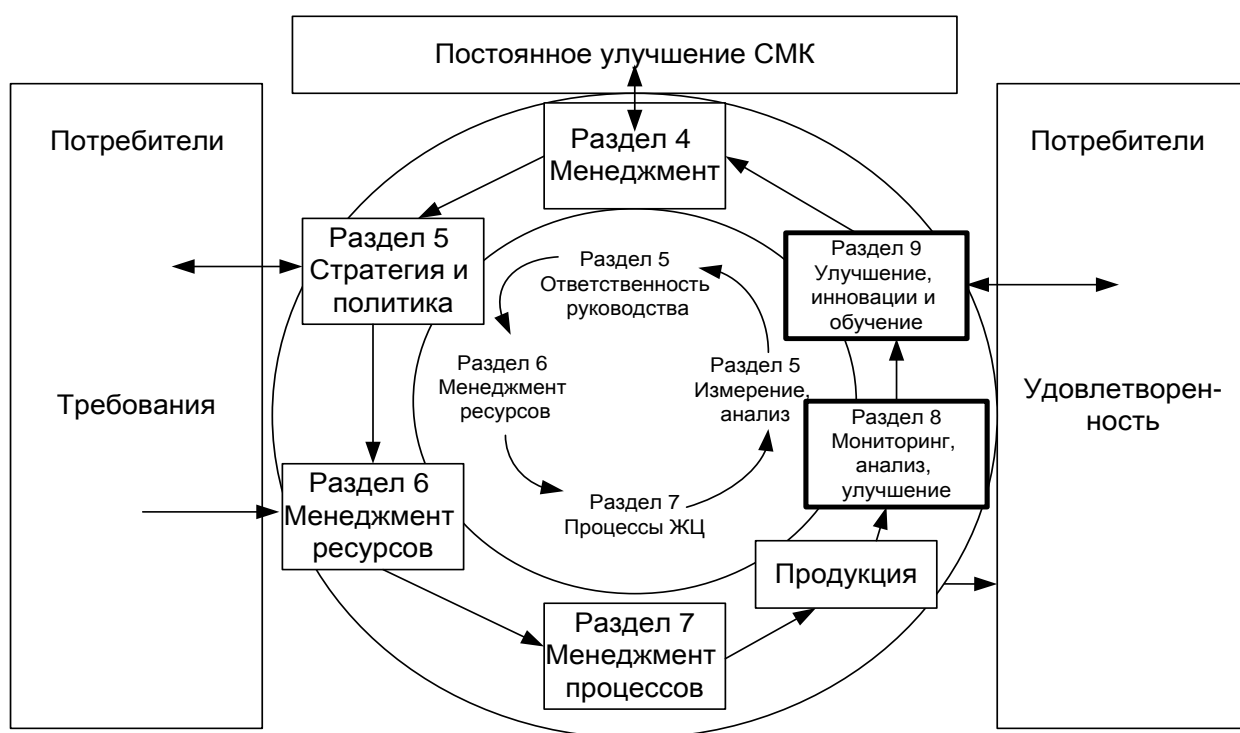 Постоянное улучшение СМК
Потребители
Требования
Раздел 4
Менеджмент
Раздел 5
Стратегия и
политика
Раздел 6
Менеджмент
ресурсов
Раздел 7
Менеджмент
процессов
Продукция
Раздел 8
Мониторинг,
анализ,
улучшение
Раздел 9
Улучшение,
инновации и
обучение
Раздел 5
Ответственность
руководства
Раздел 6
Менеджмент
ресурсов
Раздел 7
Процессы ЖЦ
Раздел 5
Измерение,
анализ
Потребители
Удовлетворен-
ность